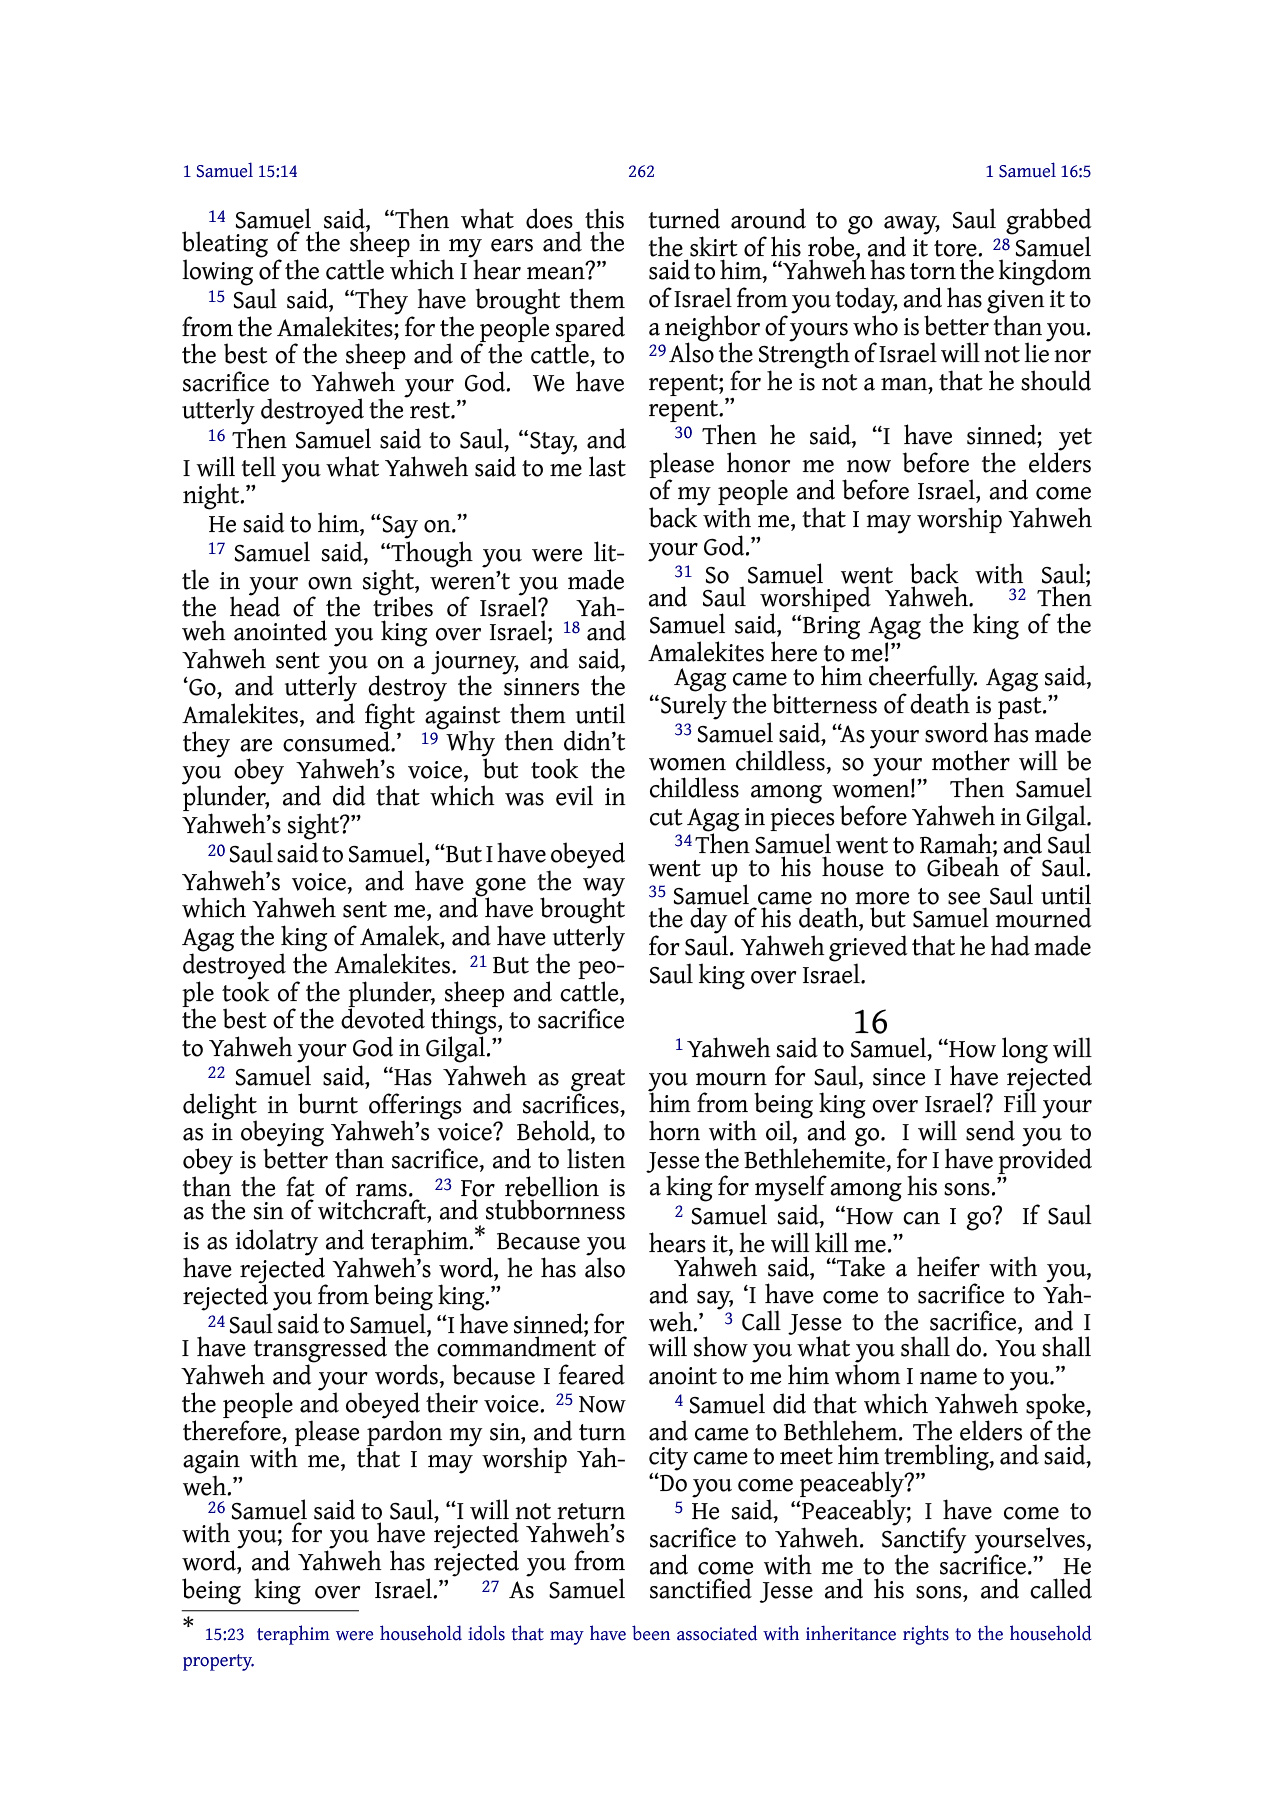 1 Samuel 15:14
262
1 Samuel 16:5
14 Samuel said, “Then what does this
bleating of the sheep in my ears and the
lowing of the cattle which I hear mean?”
15 Saul said, “They have brought them
from the Amalekites; for the people spared
the best of the sheep and of the cattle, to
sacrifice to Yahweh your God. We have
utterly destroyed the rest.”
16 Then Samuel said to Saul, “Stay, and
I will tell you what Yahweh said to me last
night.”
He said to him, “Say on.”
17 Samuel said, “Though you were lit-
tle in your own sight, weren’t you made
the head of the tribes of Israel? Yah-
weh anointed you king over Israel; 18 and
Yahweh sent you on a journey, and said,
‘Go, and utterly destroy the sinners the
Amalekites, and fight against them until
they are consumed.’ 19 Why then didn’t
you obey Yahweh’s voice, but took the
plunder, and did that which was evil in
Yahweh’s sight?”
20 Saul said to Samuel, “But I have obeyed
Yahweh’s voice, and have gone the way
which Yahweh sent me, and have brought
Agag the king of Amalek, and have utterly
destroyed the Amalekites. 21 But the peo-
ple took of the plunder, sheep and cattle,
the best of the devoted things, to sacrifice
to Yahweh your God in Gilgal.”
22 Samuel said, “Has Yahweh as great
delight in burnt offerings and sacrifices,
as in obeying Yahweh’s voice? Behold, to
obey is better than sacrifice, and to listen
than the fat of rams. 23 For rebellion is
as the sin of witchcraft, and stubbornness
is as idolatry and teraphim.* Because you
have rejected Yahweh’s word, he has also
rejected you from being king.”
24 Saul said to Samuel, “I have sinned; for
I have transgressed the commandment of
Yahweh and your words, because I feared
the people and obeyed their voice. 25 Now
therefore, please pardon my sin, and turn
again with me, that I may worship Yah-
weh.”
26 Samuel said to Saul, “I will not return
with you; for you have rejected Yahweh’s
word, and Yahweh has rejected you from
being king over Israel.” 27 As Samuel
turned around to go away, Saul grabbed
the skirt of his robe, and it tore. 28 Samuel
said to him, “Yahweh has torn the kingdom
of Israel from you today, and has given it to
a neighbor of yours who is better than you.
29 Also the Strength of Israel will not lie nor
repent; for he is not a man, that he should
repent.”
30 Then he said, “I have sinned; yet
please honor me now before the elders
of my people and before Israel, and come
back with me, that I may worship Yahweh
your God.”
31 So Samuel went back with Saul;
and Saul worshiped Yahweh. 32 Then
Samuel said, “Bring Agag the king of the
Amalekites here to me!”
Agag came to him cheerfully. Agag said,
“Surely the bitterness of death is past.”
33 Samuel said, “As your sword has made
women childless, so your mother will be
childless among women!” Then Samuel
cut Agag in pieces before Yahweh in Gilgal.
34 Then Samuel went to Ramah; and Saul
went up to his house to Gibeah of Saul.
35 Samuel came no more to see Saul until
the day of his death, but Samuel mourned
for Saul. Yahweh grieved that he had made
Saul king over Israel.
16
1 Yahweh said to Samuel, “How long will
you mourn for Saul, since I have rejected
him from being king over Israel? Fill your
horn with oil, and go. I will send you to
Jesse the Bethlehemite, for I have provided
a king for myself among his sons.”
2 Samuel said, “How can I go? If Saul
hears it, he will kill me.”
Yahweh said, “Take a heifer with you,
and say, ‘I have come to sacrifice to Yah-
weh.’ 3 Call Jesse to the sacrifice, and I
will show you what you shall do. You shall
anoint to me him whom I name to you.”
4 Samuel did that which Yahweh spoke,
and came to Bethlehem. The elders of the
city came to meet him trembling, and said,
“Do you come peaceably?”
5 He said, “Peaceably; I have come to
sacrifice to Yahweh. Sanctify yourselves,
and come with me to the sacrifice.” He
sanctified Jesse and his sons, and called
* 15:23 teraphim were household idols that may have been associated with inheritance rights to the household
property.